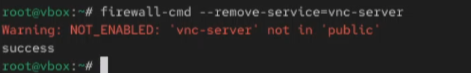 root@vbox:~# firewall-cmd --remove-service=vnc-server
Warning: NOT_ENABLED: 'vnc-server' not in 'public'
success
root@vbox:~#